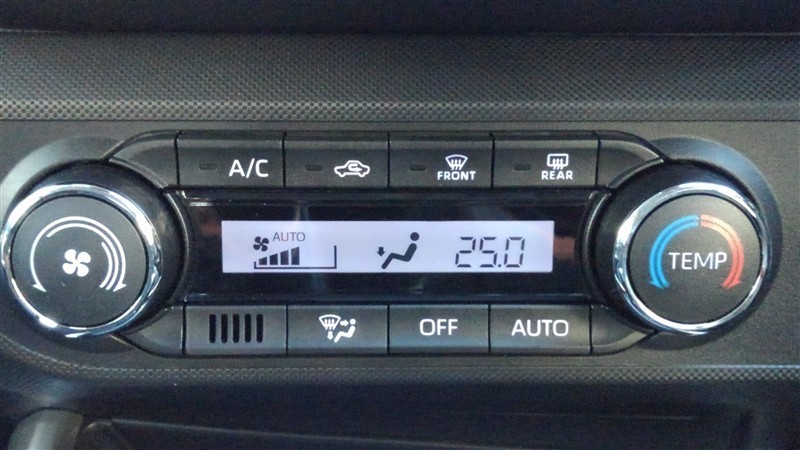 A/C FRONT REAR
AUTO
25.0
TEMP
OFF AUTO